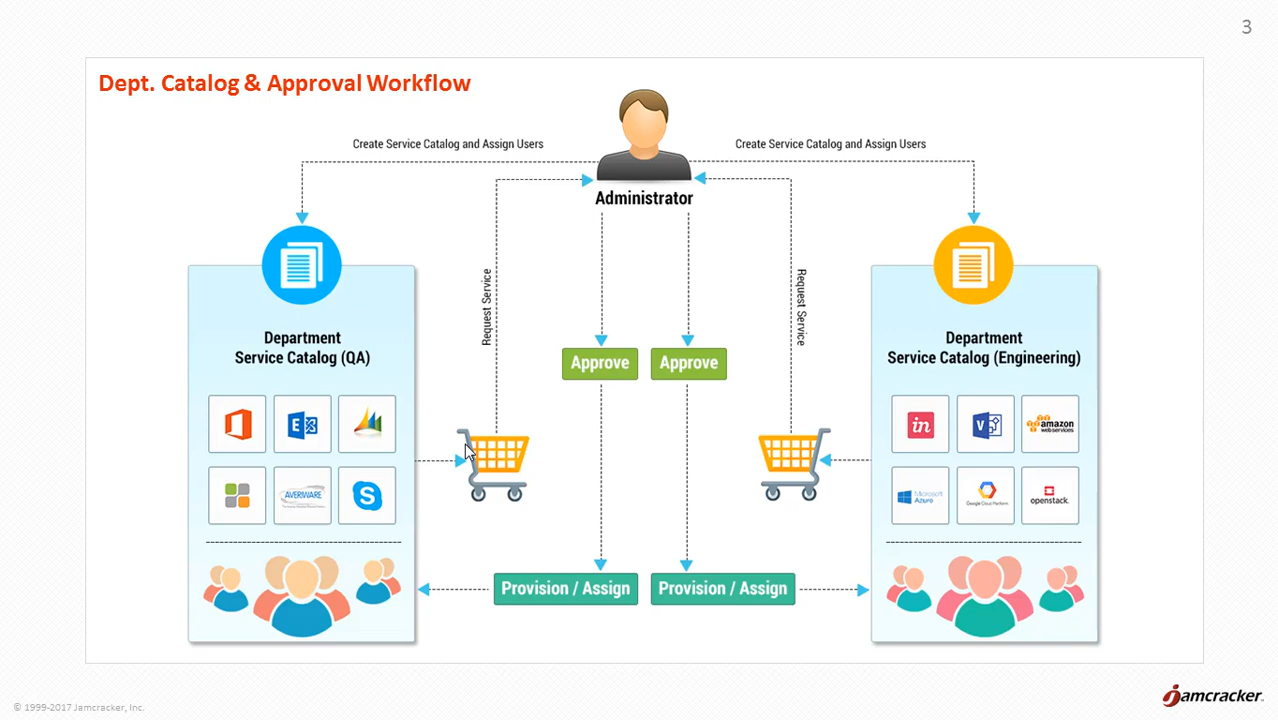 3
Dept. Catalog & Approval Workflow
Create Service Catalog and Assign Users
Create Service Catalog and Assign Users
Administrator
Request Service
Request Service
Department
Service Catalog (QA)
Department
Service Catalog (Engineering)
Approve
Approve
in
V
amazon
webservices
AVERIWARE
S
Microsoft
Azure
Google Cloud Platform
openstack.
Provision / Assign
Provision / Assign
© 1999-2017 Jamcracker, Inc.
jamcracker